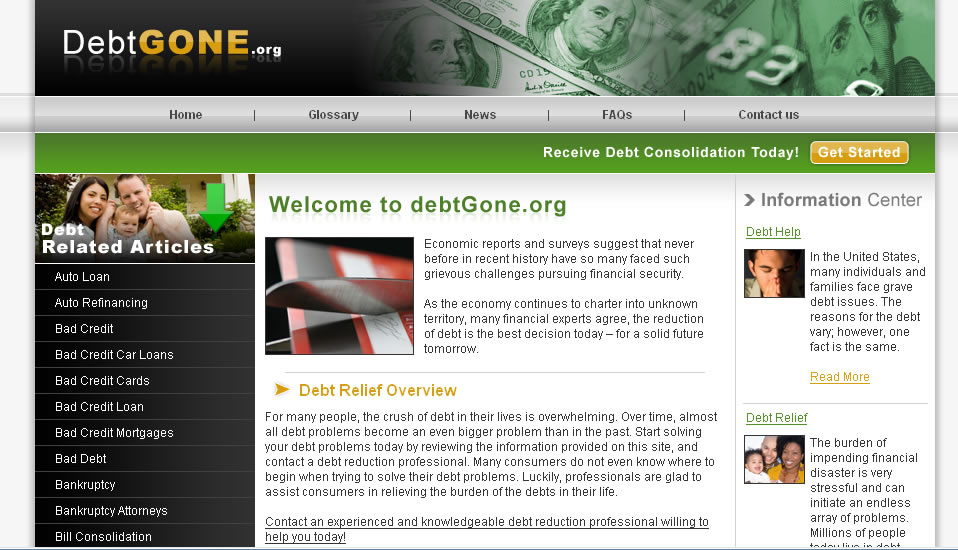 DebtGONE.org
Home | Glossary | News | FAQs | Contact us
Receive Debt Consolidation Today! Get Started
Debt
Related Articles
Auto Loan
Auto Refinancing
Bad Credit
Bad Credit Car Loans
Bad Credit Cards
Bad Credit Loan
Bad Credit Mortgages
Bad Debt
Bankruptcy
Bankruptcy Attorneys
Bill Consolidation
Welcome to debtGone.org
Economic reports and surveys suggest that never
before in recent history have so many faced such
grievous challenges pursuing financial security.
As the economy continues to charter into unknown
territory, many financial experts agree, the reduction
of debt is the best decision today – for a solid future
tomorrow.
Debt Relief Overview
For many people, the crush of debt in their lives is overwhelming. Over time, almost
all debt problems become an even bigger problem than in the past. Start solving
your debt problems today by reviewing the information provided on this site, and
contact a debt reduction professional. Many consumers do not even know where to
begin when trying to solve their debt problems. Luckily, professionals are glad to
assist consumers in relieving the burden of the debts in their life.
Contact an experienced and knowledgeable debt reduction professional willing to
help you today!
Information Center
Debt Help
In the United States,
many individuals and
families face grave
debt issues. The
reasons for the debt
vary; however, one
fact is the same.
Read More
Debt Relief
The burden of
impending financial
disaster is very
stressful and can
initiate an endless
array of problems.
Millions of people
today live in debt